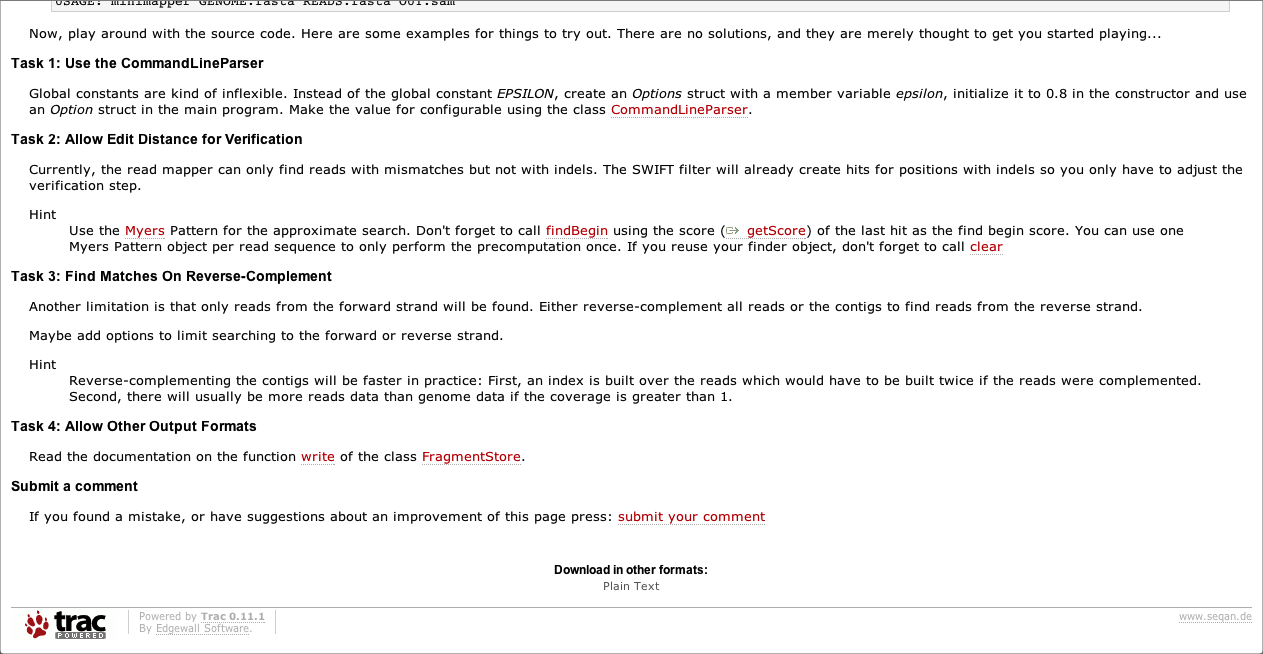 USAGE: minimapper GENOME.fasta READS.fasta OUT.sam
Now, play around with the source code. Here are some examples for things to try out. There are no solutions, and they are merely thought to get you started playing...
Task 1: Use the CommandLineParser
Global constants are kind of inflexible. Instead of the global constant EPSILON, create an Options struct with a member variable epsilon, initialize it to 0.8 in the constructor and use
an Option struct in the main program. Make the value for configurable using the class CommandLineParser.
Task 2: Allow Edit Distance for Verification
Currently, the read mapper can only find reads with mismatches but not with indels. The SWIFT filter will already create hits for positions with indels so you only have to adjust the
verification step.
Hint
Use the Myers Pattern for the approximate search. Don't forget to call findBegin using the score (getScore) of the last hit as the find begin score. You can use one
Myers Pattern object per read sequence to only perform the precomputation once. If you reuse your finder object, don't forget to call clear
Task 3: Find Matches On Reverse-Complement
Another limitation is that only reads from the forward strand will be found. Either reverse-complement all reads or the contigs to find reads from the reverse strand.
Maybe add options to limit searching to the forward or reverse strand.
Hint
Reverse-complementing the contigs will be faster in practice: First, an index is built over the reads which would have to be built twice if the reads were complemented.
Second, there will usually be more reads data than genome data if the coverage is greater than 1.
Task 4: Allow Other Output Formats
Read the documentation on the function write of the class FragmentStore.
Submit a comment
If you found a mistake, or have suggestions about an improvement of this page press: submit your comment
Download in other formats:
Plain Text
trac
POWERED
Powered by Trac 0.11.1
By Edgewall Software.
www.seqan.de